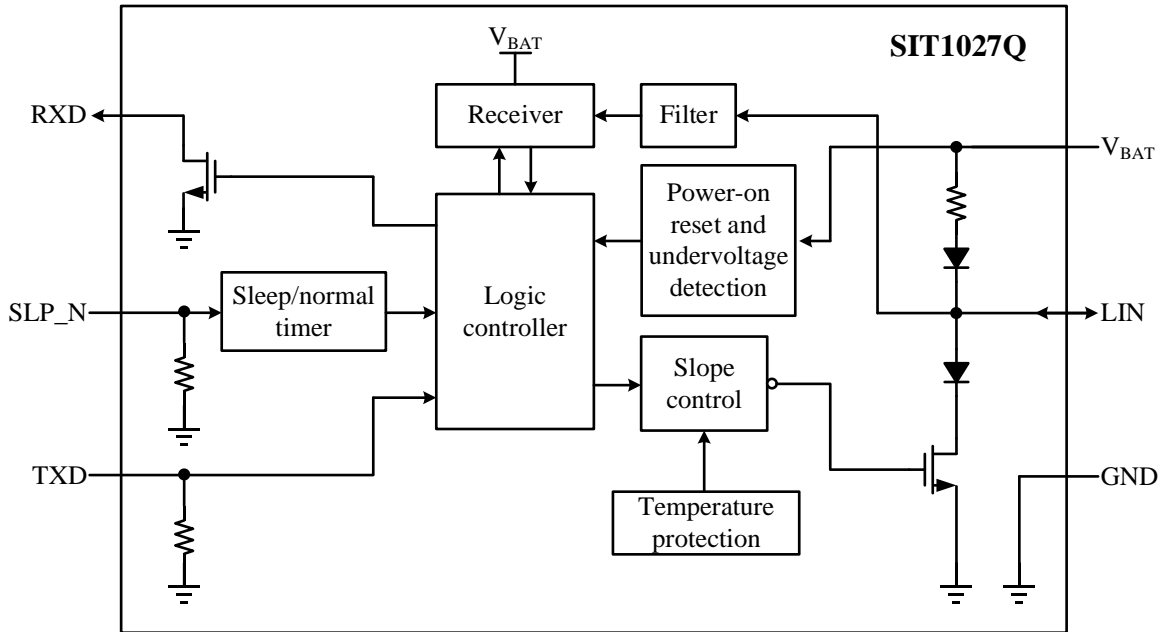 SIT1027Q
V_BAT
RXD
Receiver
Filter
V_BAT
Power-on
reset and
undervoltage
detection
SLP_N
Sleep/normal
timer
Logic
controller
LIN
Slope
control
TXD
GND
Temperature
protection